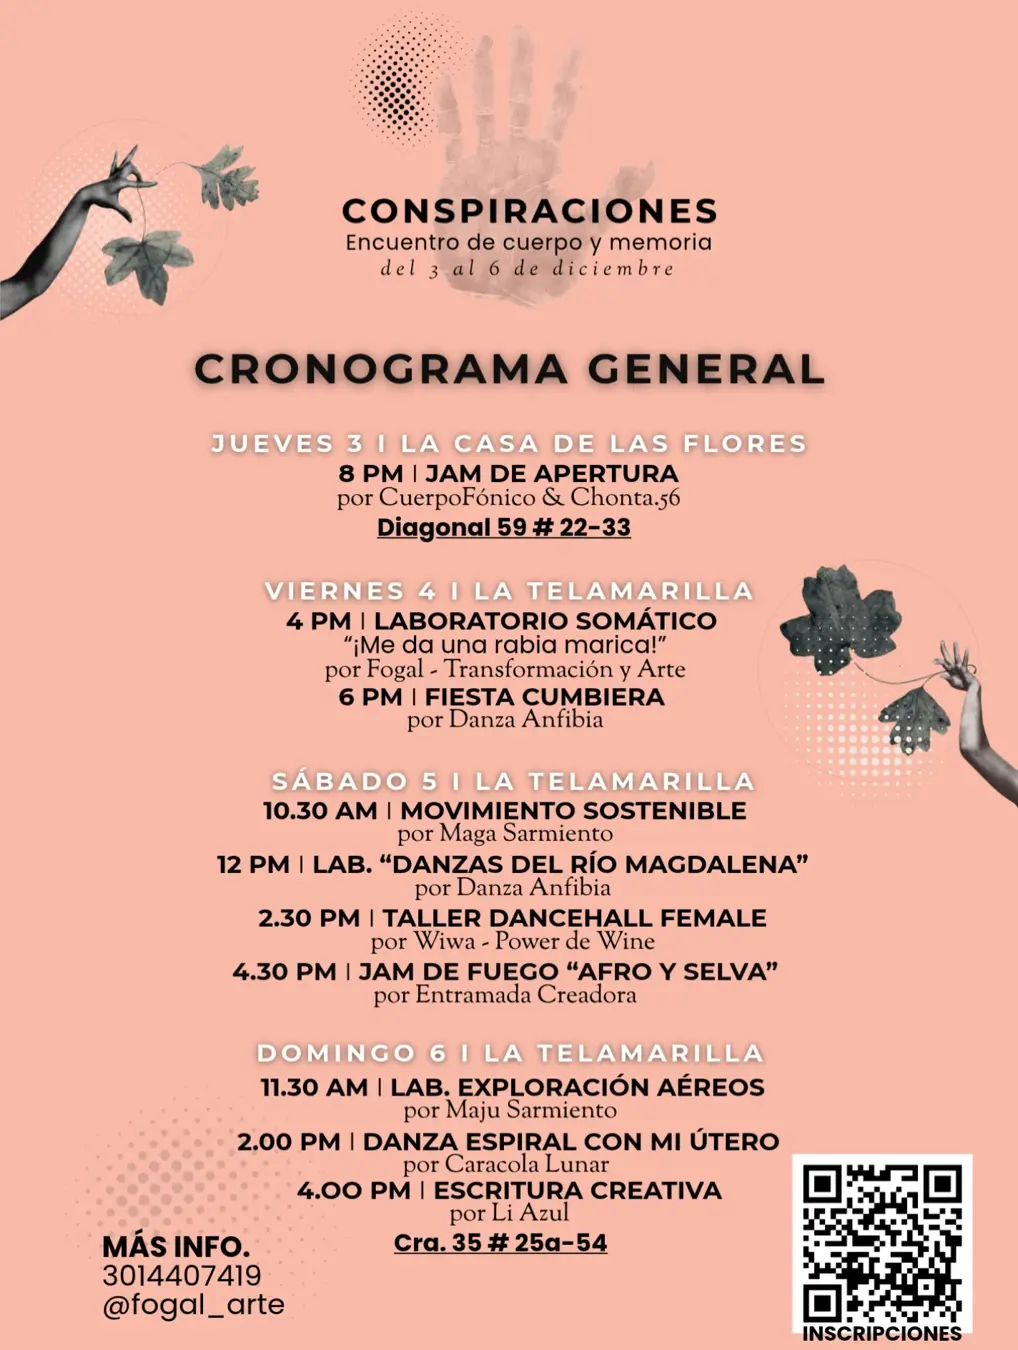 CONSPIRACIONES
Encuentro de cuerpo y memoria
del 3 al 6 de diciembre
CRONOGRAMA GENERAL
JUEVES 3 I LA CASA DE LAS FLORES
8 PM | JAM DE APERTURA
por CuerpoFónico & Chonta.56
Diagonal 59 # 22-33
VIERNES 4 I LA TELAMARILLA
4 PM | LABORATORIO SOMÁTICO
“¡Me da una rabia marica!”
por Fogal - Transformación y Arte
6 PM | FIESTA CUMBIERA
por Danza Anfibia
SÁBADO 5 I LA TELAMARILLA
10.30 AM | MOVIMIENTO SOSTENIBLE
por Maga Sarmiento
12 PM | LAB. “DANZAS DEL RÍO MAGDALENA”
por Danza Anfibia
2.30 PM | TALLER DANCEHALL FEMALE
por Wiwa - Power de Wine
4.30 PM | JAM DE FUEGO “AFRO Y SELVA”
por Entramada Creadora
DOMINGO 6 I LA TELAMARILLA
11.30 AM | LAB. EXPLORACIÓN AÉREOS
por Maju Sarmiento
2.00 PM | DANZA ESPIRAL CON MI ÚTERO
por Caracola Lunar
4.OO PM | ESCRITURA CREATIVA
por Li Azul
Cra. 35 # 25a-54
MÁS INFO.
3014407419
@fogal_arte
INSCRIPCIONES